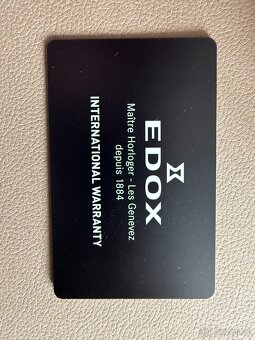 EDOX
Maître Horloger - Les Genevez
depuis 1884
INTERNATIONAL WARRANTY